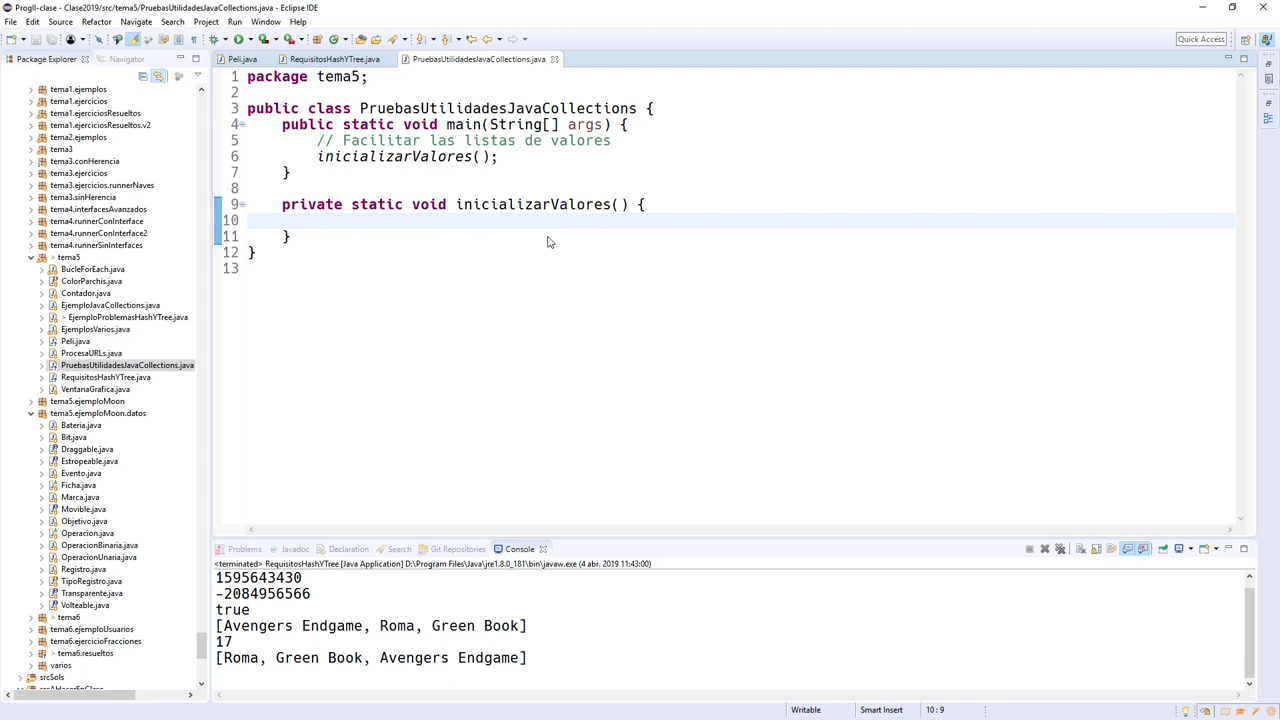 ProgII-clase - Clase2019/src/tema5/PruebasUtilidadesJavaCollections.java - Eclipse IDE
File Edit Source Refactor Navigate Search Project Run Window Help
Quick Access
Package Explorer Navigator
Peli.java RequisitosHashYTree.java PruebasUtilidadesJavaCollections.java
tema1.ejemplos
tema1.ejercicios
tema1.ejerciciosResueltos
tema1.ejerciciosResueltos.v2
tema2.ejemplos
tema3
tema3.conHerencia
tema3.ejercicios
tema3.ejercicios.runnerNaves
tema3.sinHerencia
tema4.interfacesAvanzados
tema4.runnerConInterface
tema4.runnerConInterface2
tema4.runnerSinInterfaces
> tema5
BucleForEach.java
ColorParchis.java
Contador.java
EjemploJavaCollections.java
> EjemploProblemasHashYTree.java
EjemplosVarios.java
Peli.java
ProcesaURLs.java
PruebasUtilidadesJavaCollections.java
RequisitosHashYTree.java
VentanaGrafica.java
tema5.ejemploMoon
tema5.ejemploMoon.datos
Bateria.java
Bit.java
Draggable.java
Estropeable.java
Evento.java
Ficha.java
Marca.java
Movible.java
Objetivo.java
Operacion.java
OperacionBinaria.java
OperacionUnaria.java
Registro.java
TipoRegistro.java
Transparente.java
Volteable.java
> tema6
tema6.ejemploUsuarios
tema6.ejercicioFracciones
> tema6.resueltos
varios
srcSols
srcAHacerEnClase
1 package tema5;
2
3 public class PruebasUtilidadesJavaCollections {
4 public static void main(String[] args) {
5 // Facilitar las listas de valores
6 inicializarValores();
7 }
8
9 private static void inicializarValores() {
10
11 }
12 }
13
Problems Javadoc Declaration Search Git Repositories Console
<terminated> RequisitosHashYTree [Java Application] D:\Program Files\Java\jre1.8.0_181\bin\javaw.exe (4 abr. 2019 11:43:00)
1595643430
-2084956566
true
[Avengers Endgame, Roma, Green Book]
17
[Roma, Green Book, Avengers Endgame]
Writable Smart Insert 10 : 9